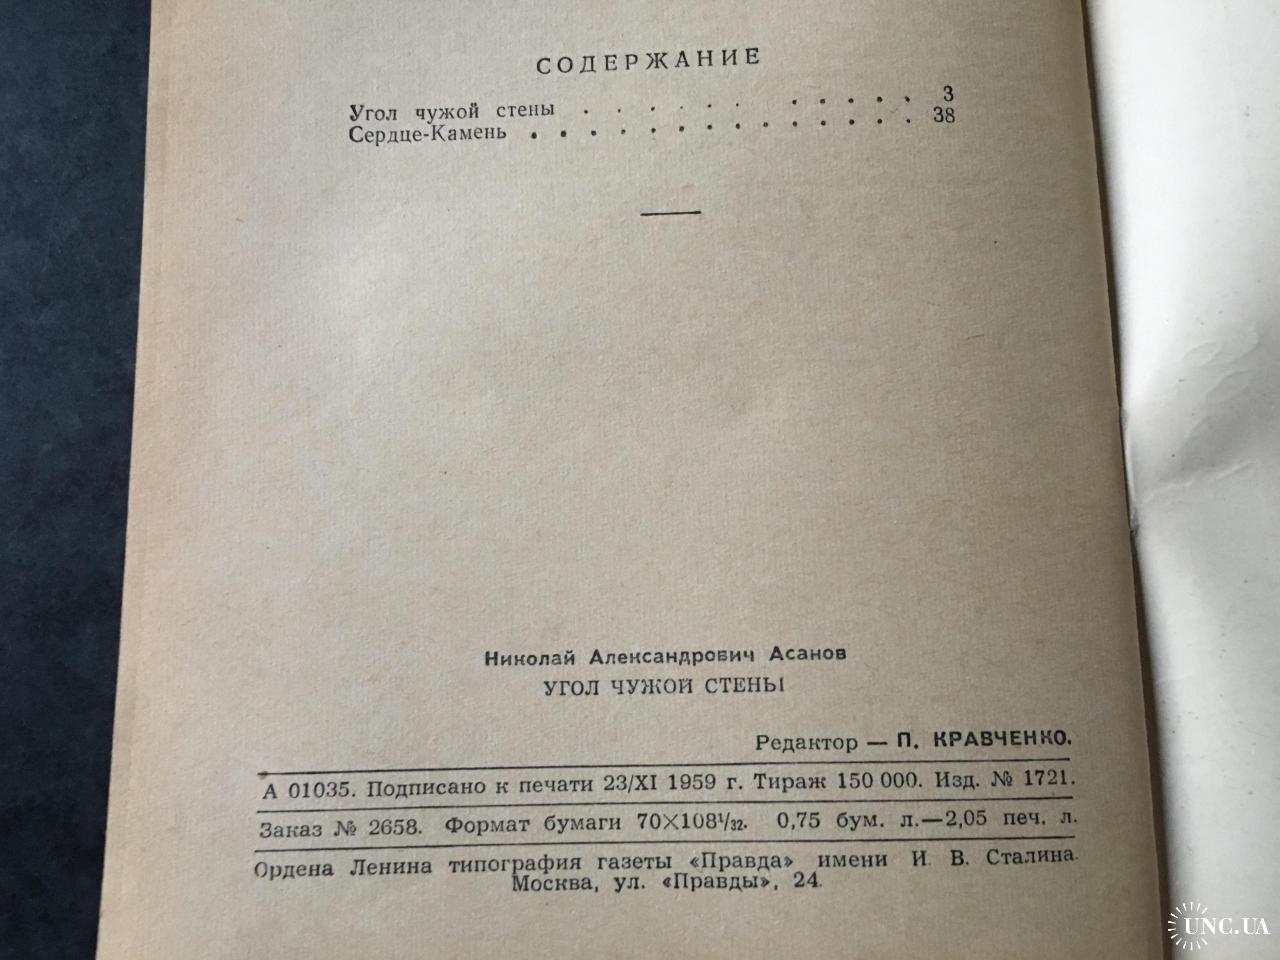 СОДЕРЖАНИЕ
Угол чужой стены . . . . . . . . . . . 3
Сердце-Камень . . . . . . . . . . . . . . 38
Николай Александрович Асанов
УГОЛ ЧУЖОЙ СТЕНЫ
Редактор — П. КРАВЧЕНКО.
А 01035. Подписано к печати 23/XI 1959 г. Тираж 150 000. Изд. № 1721.
Заказ № 2658. Формат бумаги 70×108¹/₃₂. 0,75 бум. л.—2,05 печ. л.
Ордена Ленина типография газеты «Правда» имени И. В. Сталина.
Москва, ул. «Правды», 24.
UNC.UA